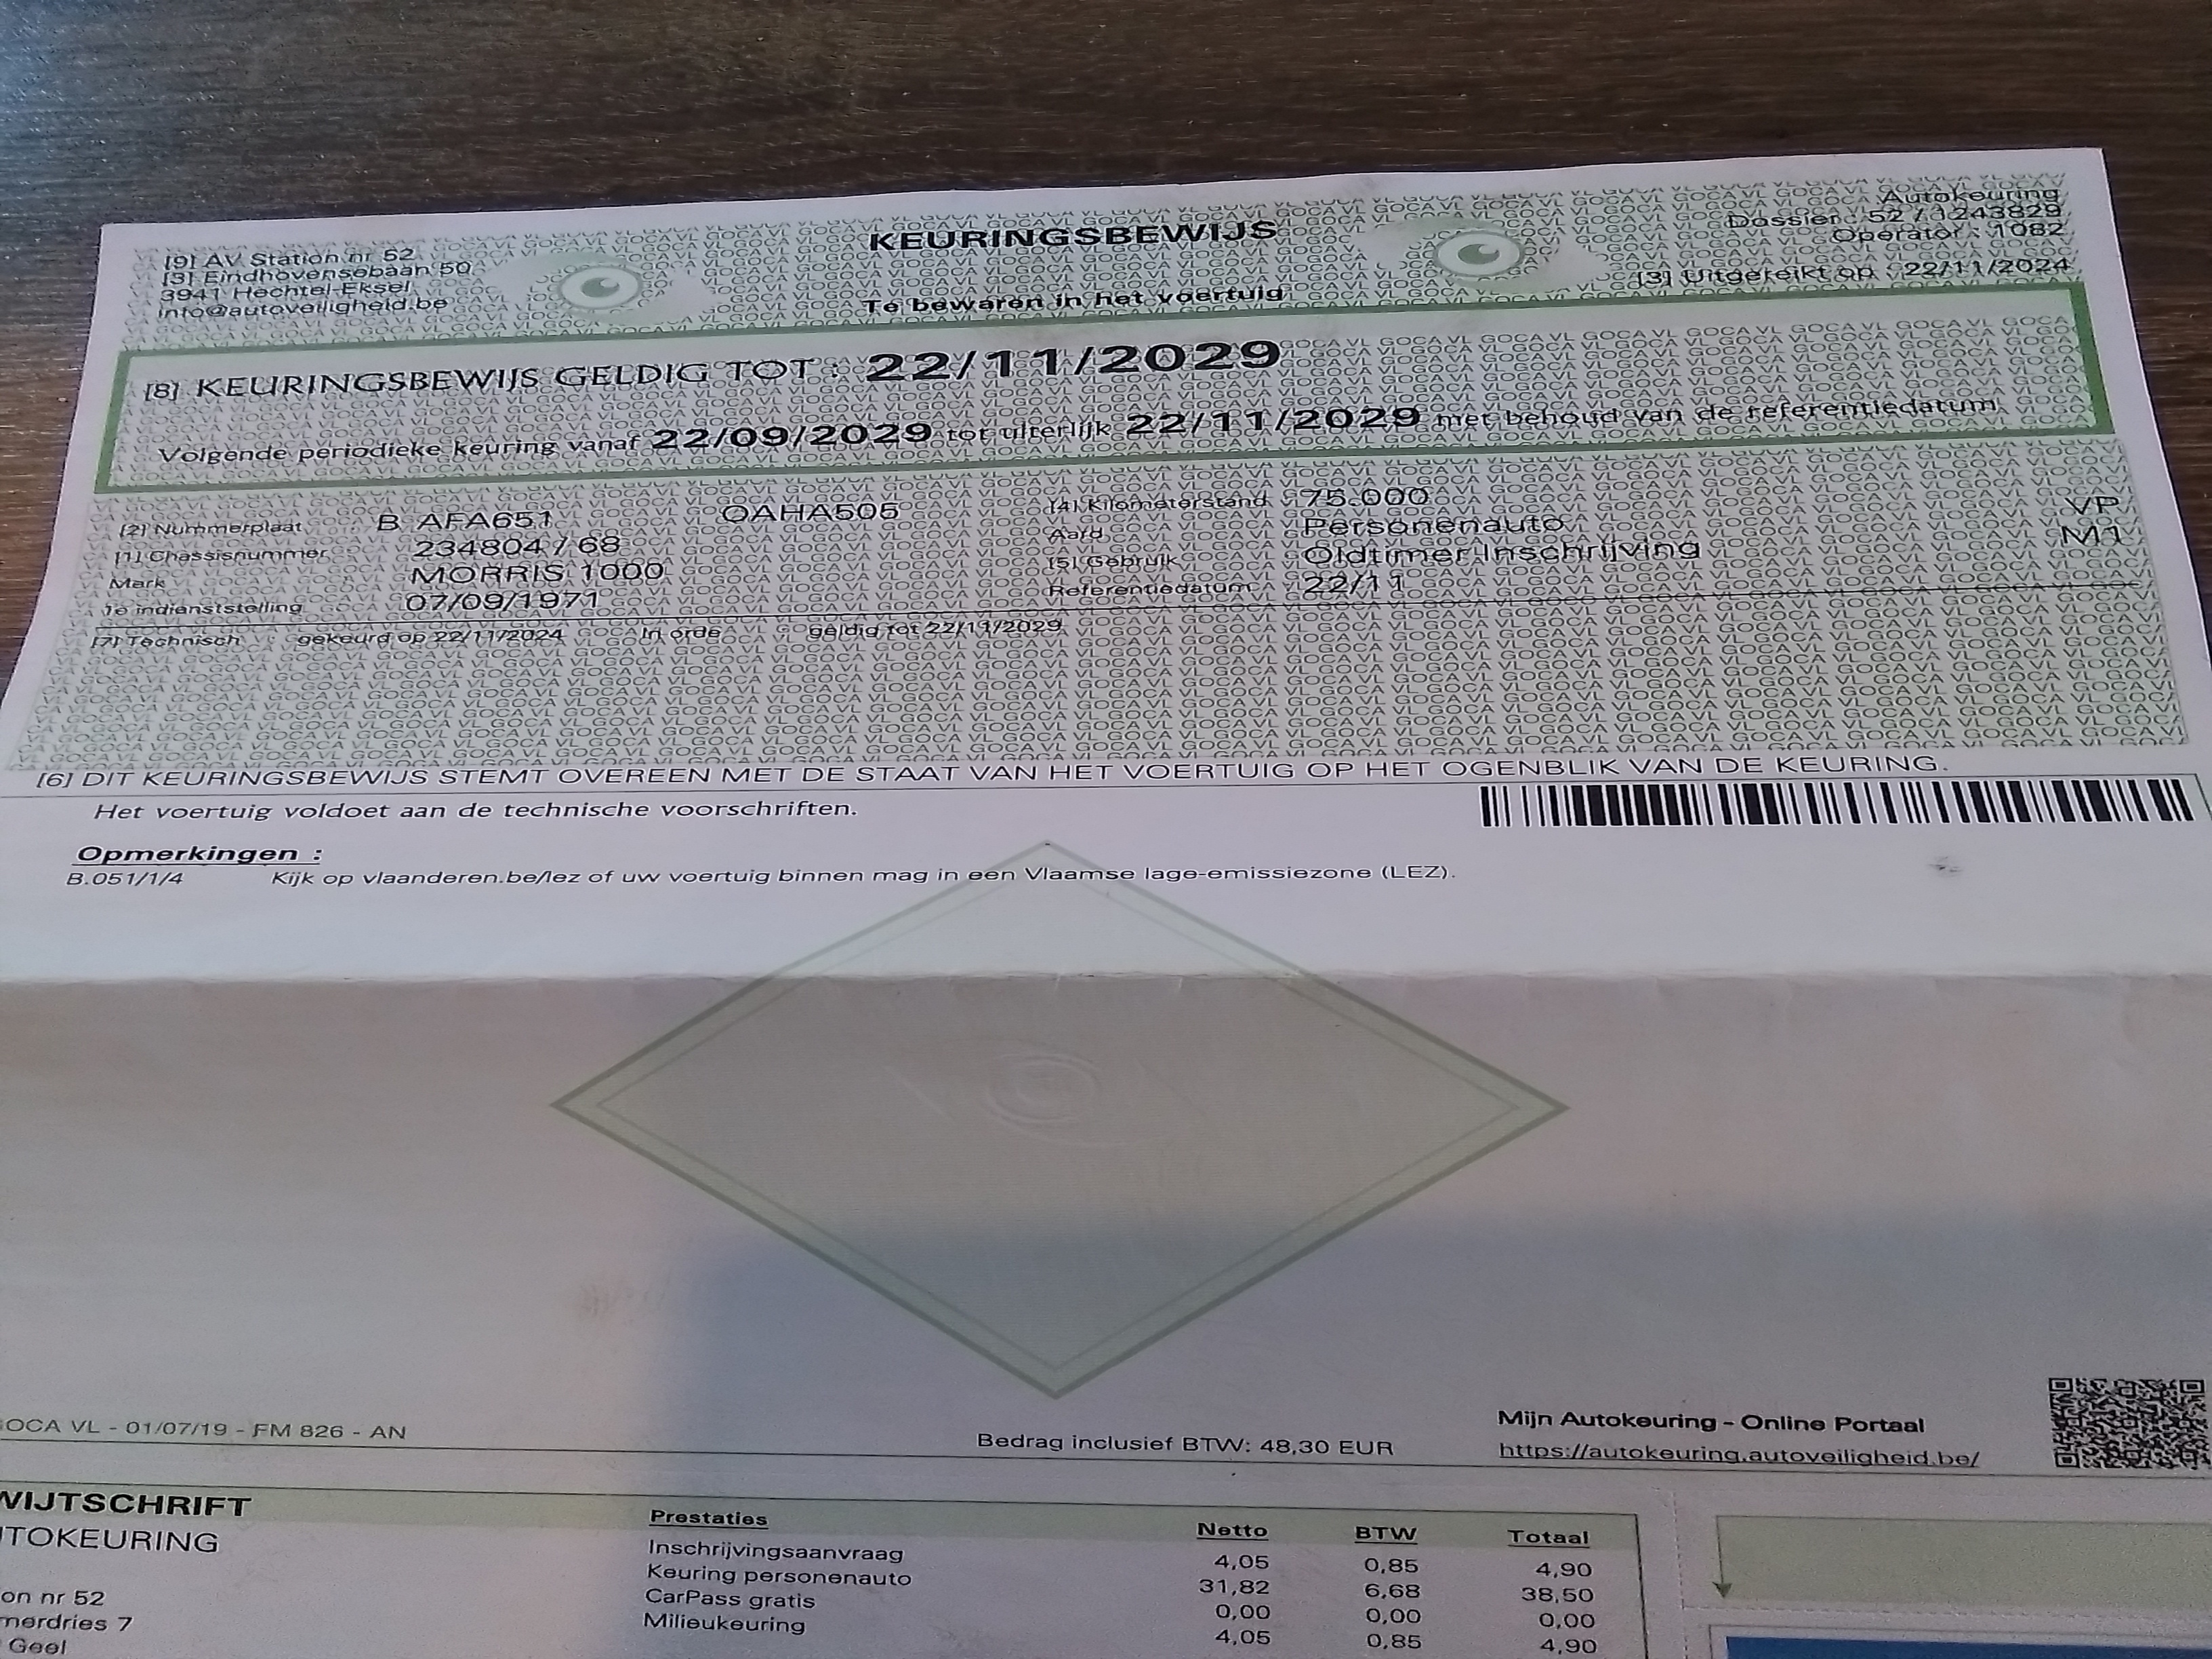 KEURINGSBEWIJS
Te bewaren in het voertuig
[9] AV Station nr 52
[3] Eindhovensebaan 50
3941 Hechtel-Eksel
info@autoveiligheid.be
Autokeuring
Dossier : 52 / 1243829
Operator : 1082
[3] Uitgereikt op : 22/11/2024
[8] KEURINGSBEWIJS GELDIG TOT : 22/11/2029
Volgende periodieke keuring vanaf 22/09/2029 tot uiterlijk 22/11/2029 met behoud van de referentiedatum
[2] Nummerplaat B AFA651 OAHA505
[1] Chassisnummer 234804 / 68
Merk MORRIS 1000
1e indienststelling 07/09/1971
[4] Kilometerstand 75.000
Aard Personenauto VP
[5] Gebruik Oldtimer-Inschrijving M1
Referentiedatum 22/11
[7] Technisch : gekeurd op 22/11/2024 In orde geldig tot 22/11/2029
[6] DIT KEURINGSBEWIJS STEMT OVEREEN MET DE STAAT VAN HET VOERTUIG OP HET OGENBLIK VAN DE KEURING.
Het voertuig voldoet aan de technische voorschriften.
Opmerkingen :
B.051/1/4 Kijk op vlaanderen.be/lez of uw voertuig binnen mag in een Vlaamse lage-emissiezone (LEZ).
GOCA VL - 01/07/19 - FM 826 - AN
Bedrag inclusief BTW: 48,30 EUR
Mijn Autokeuring - Online Portaal
https://autokeuring.autoveiligheid.be/
WIJTSCHRIFT
UTOKEURING
on nr 52
merdries 7
Geel
Prestaties Netto BTW Totaal
Inschrijvingsaanvraag 4,05 0,85 4,90
Keuring personenauto 31,82 6,68 38,50
CarPass gratis 0,00 0,00 0,00
Milieukeuring 4,05 0,85 4,90